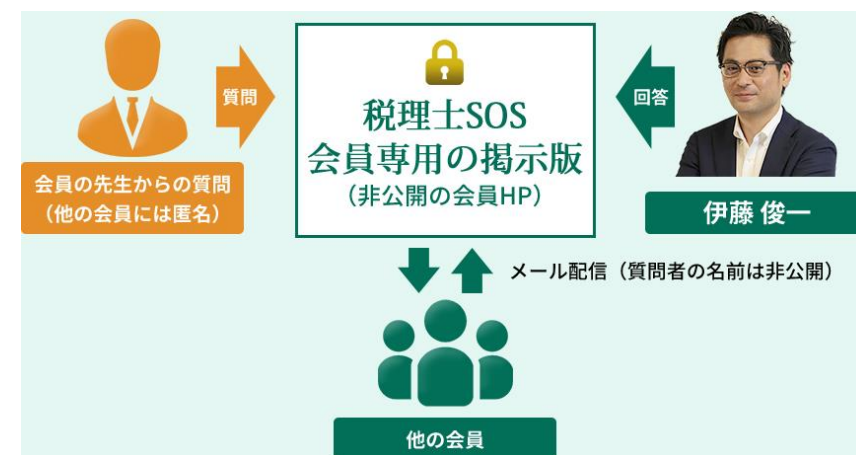 質問
税理士SOS
会員専用の掲示版
（非公開の会員HP）
回答
会員の先生からの質問
（他の会員には匿名）
伊藤 俊一
メール配信（質問者の名前は非公開）
他の会員